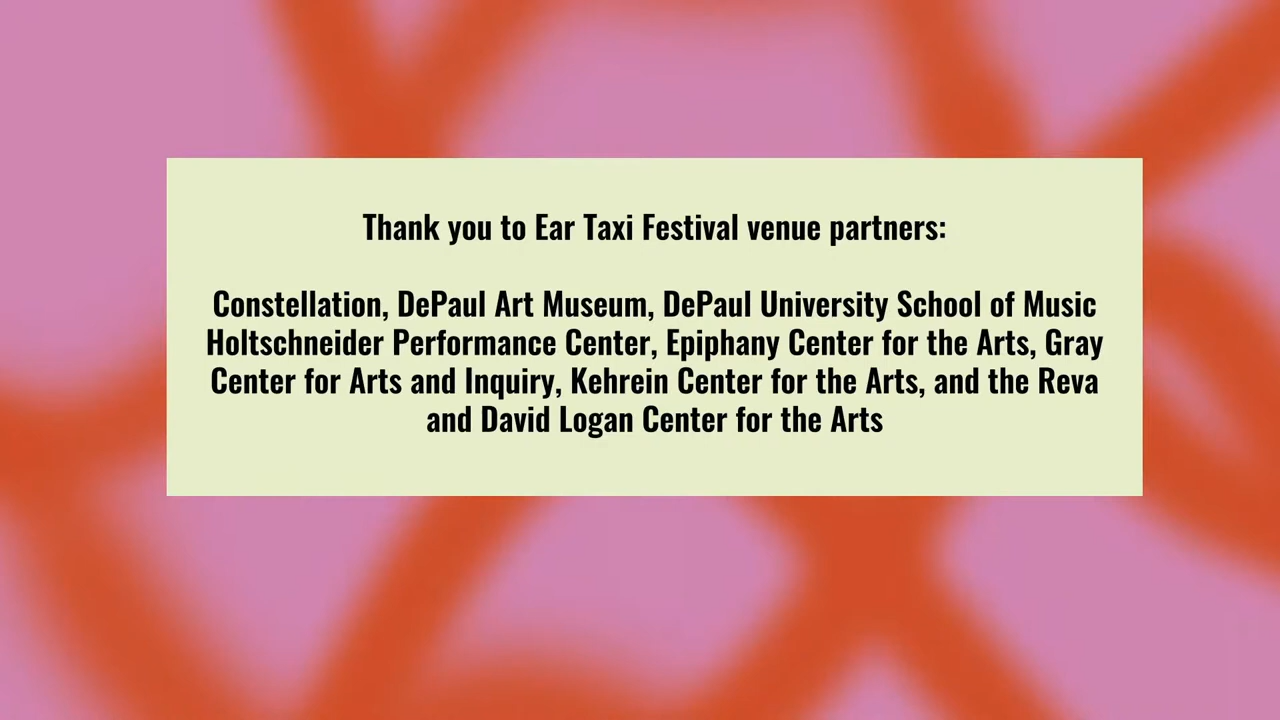 Thank you to Ear Taxi Festival venue partners:
Constellation, DePaul Art Museum, DePaul University School of Music
Holtschneider Performance Center, Epiphany Center for the Arts, Gray
Center for Arts and Inquiry, Kehrein Center for the Arts, and the Reva
and David Logan Center for the Arts